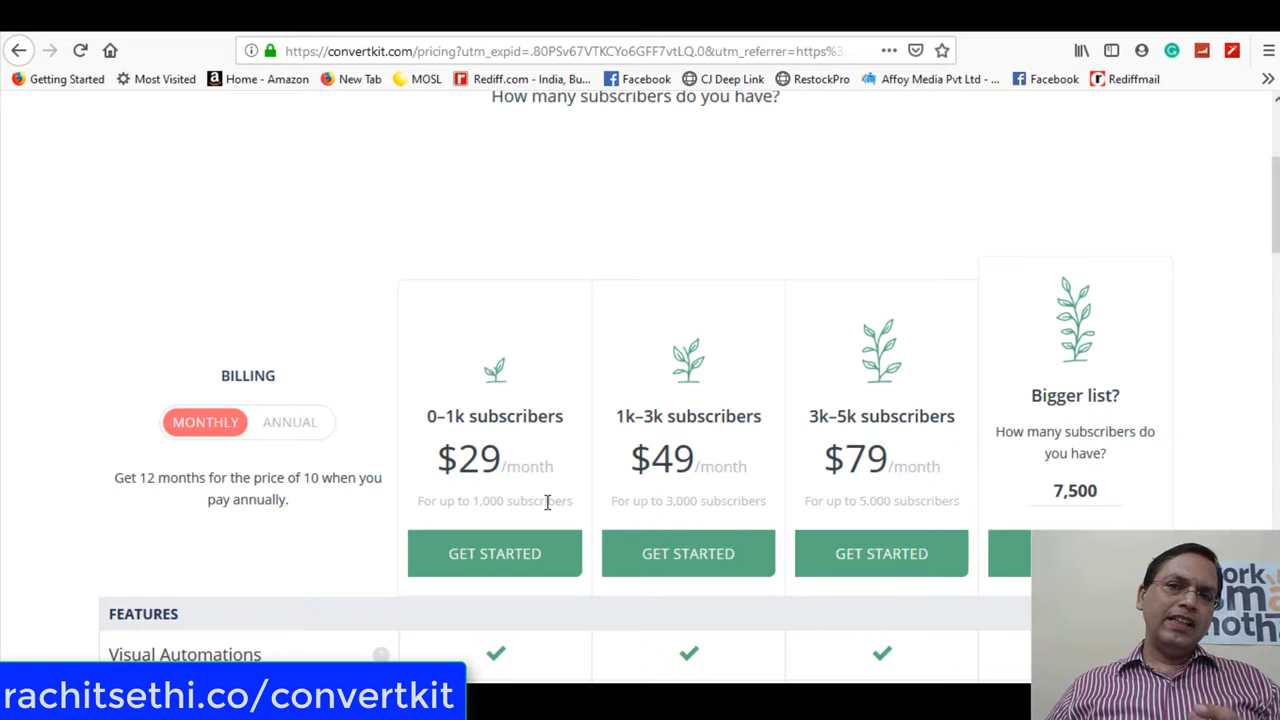 https://convertkit.com/pricing?utm_expid=.80PSv67VTKCYo6GFF7vtLQ.0&utm_referrer=https%3
Getting Started Most Visited Home - Amazon New Tab MOSL Rediff.com - India, Bu... Facebook CJ Deep Link RestockPro Affoy Media Pvt Ltd - ... Facebook Rediffmail
How many subscribers do you have?
BILLING
MONTHLY ANNUAL
Get 12 months for the price of 10 when you
pay annually.
0–1k subscribers
$29/month
For up to 1,000 subscribers
GET STARTED
1k–3k subscribers
$49/month
For up to 3,000 subscribers
GET STARTED
3k–5k subscribers
$79/month
For up to 5,000 subscribers
GET STARTED
Bigger list?
How many subscribers do
you have?
7,500
FEATURES
Visual Automations
rachitsethi.co/convertkit